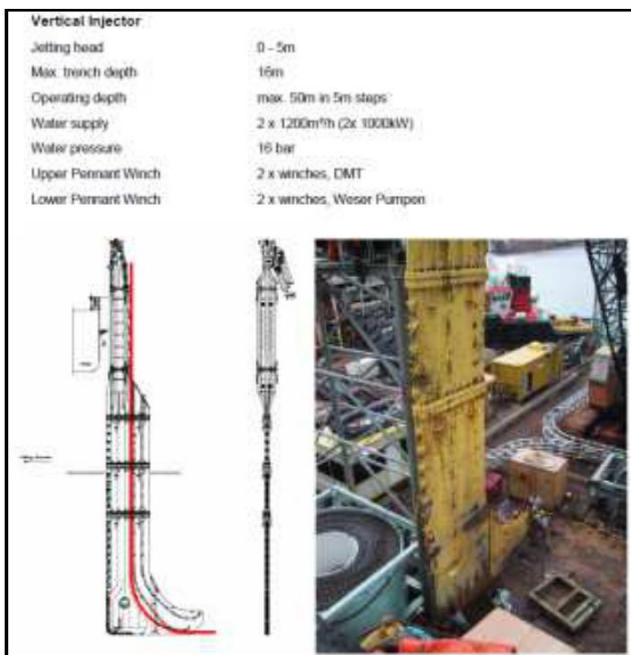 Vertical Injector
Jetting head 0 - 5m
Max. trench depth 16m
Operating depth max. 50m in 5m steps
Water supply 2 x 1200m³/h (2x 1000kW)
Water pressure 16 bar
Upper Pennant Winch 2 x winches, DMT
Lower Pennant Winch 2 x winches, Weser Pumpen